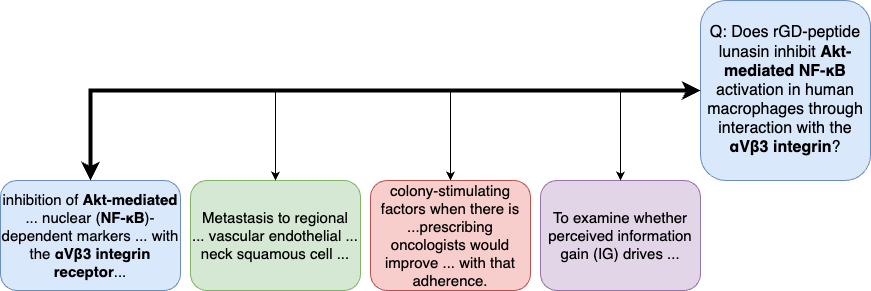 Q: Does rGD-peptide
lunasin inhibit Akt-
mediated NF-κB
activation in human
macrophages through
interaction with the
αVβ3 integrin?
inhibition of Akt-mediated
... nuclear (NF-κB)-
dependent markers ... with
the αVβ3 integrin
receptor...
Metastasis to regional
... vascular endothelial ...
neck squamous cell ...
colony-stimulating
factors when there is
...prescribing
oncologists would
improve ... with that
adherence.
To examine whether
perceived information
gain (IG) drives ...